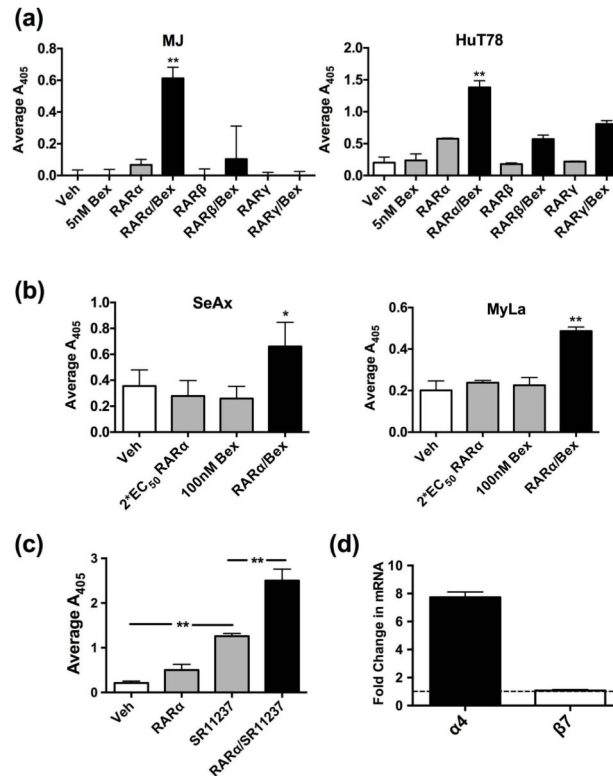 (a)
MJ
Average A405
0.8
0.6
0.4
0.2
0.0
Veh
5nM Bex
RARα
RARα/Bex
RARβ
RARβ/Bex
RARγ
RARγ/Bex
**
HuT78
Average A405
2.0
1.5
1.0
0.5
0.0
Veh
5nM Bex
RARα
RARα/Bex
RARβ
RARβ/Bex
RARγ
RARγ/Bex
**
(b)
SeAx
Average A405
1.0
0.8
0.6
0.4
0.2
0.0
Veh
2*EC50 RARα
100nM Bex
RARα/Bex
*
MyLa
Average A405
0.6
0.4
0.2
0.0
Veh
2*EC50 RARα
100nM Bex
RARα/Bex
**
(c)
Average A405
3
2
1
0
Veh
RARα
SR11237
RARα/SR11237
**
**
(d)
Fold Change in mRNA
10
8
6
4
2
0
α4
β7